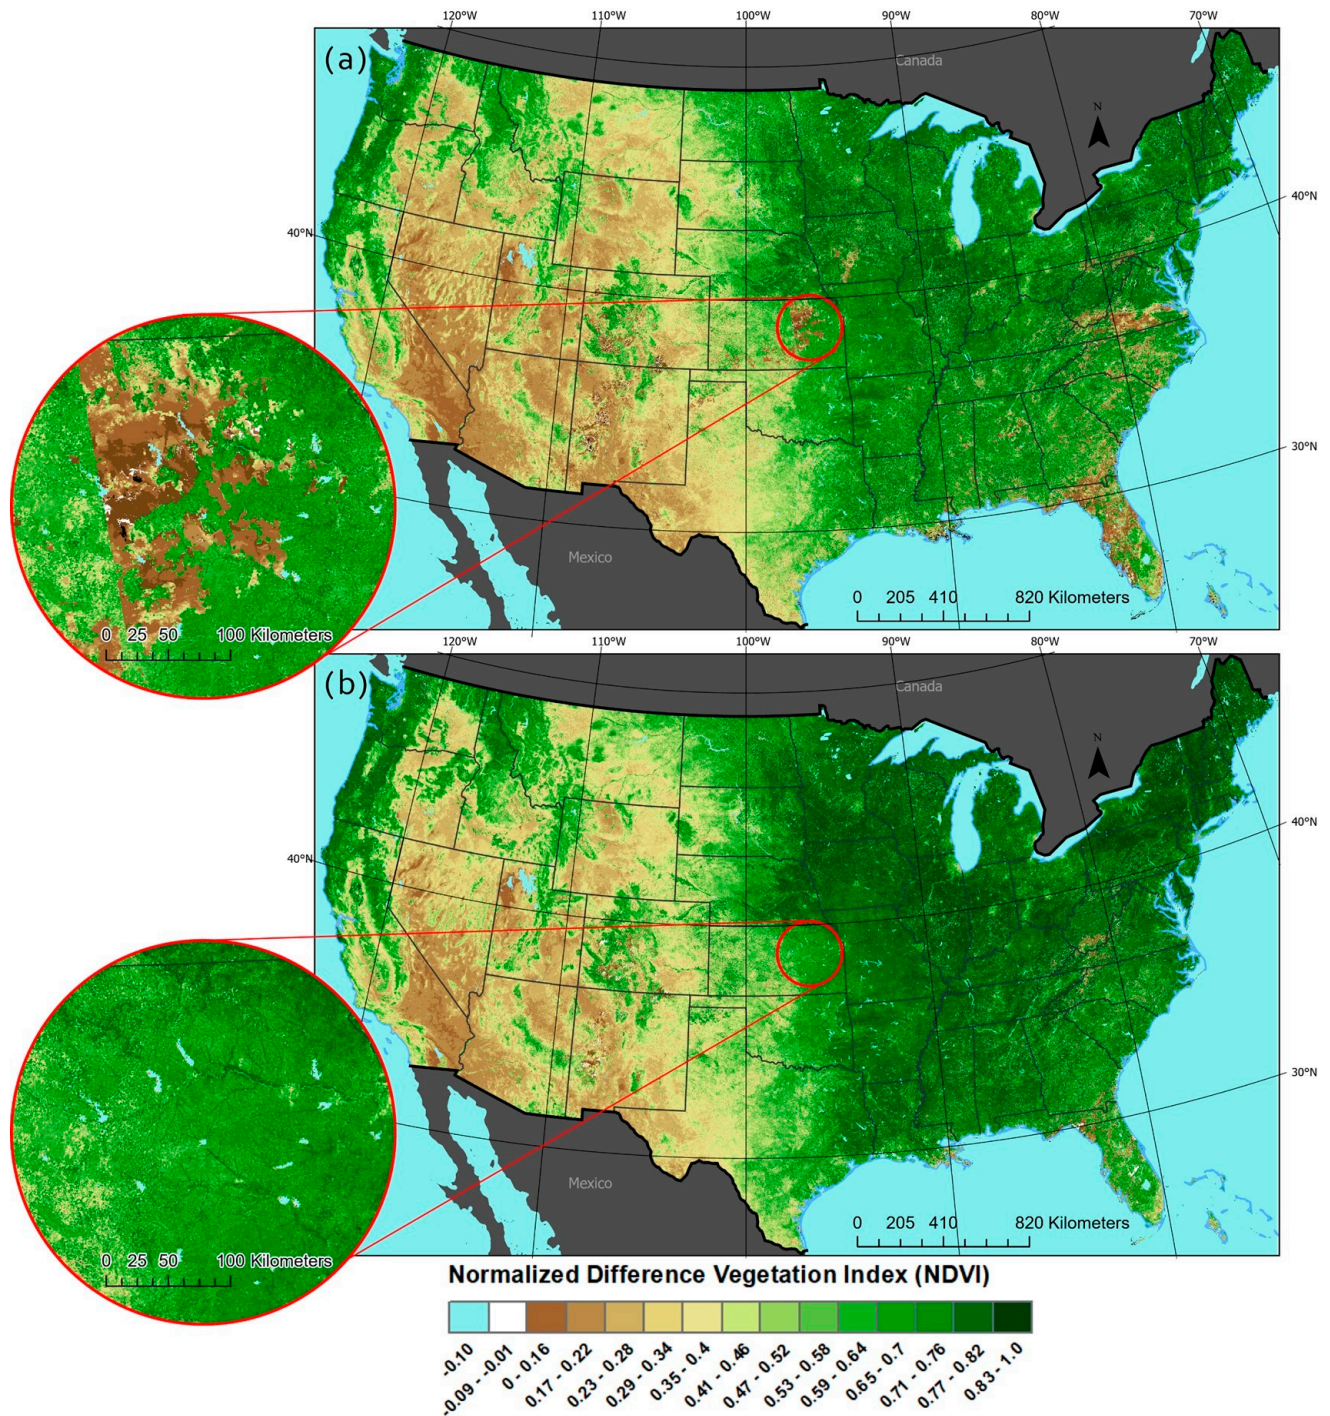 120°W 110°W 100°W 90°W 80°W 70°W
(a)
Canada
N
40°N
40°N
30°N
Mexico
0 205 410 820 Kilometers
0 25 50 100 Kilometers
120°W 110°W 100°W 90°W 80°W 70°W
(b)
Canada
N
40°N
40°N
30°N
Mexico
0 205 410 820 Kilometers
0 25 50 100 Kilometers
Normalized Difference Vegetation Index (NDVI)
-0.10
-0.09 - -0.01
0 - 0.16
0.17 - 0.22
0.23 - 0.28
0.29 - 0.34
0.35 - 0.4
0.41 - 0.46
0.47 - 0.52
0.53 - 0.58
0.59 - 0.64
0.65 - 0.7
0.71 - 0.76
0.77 - 0.82
0.83 - 1.0